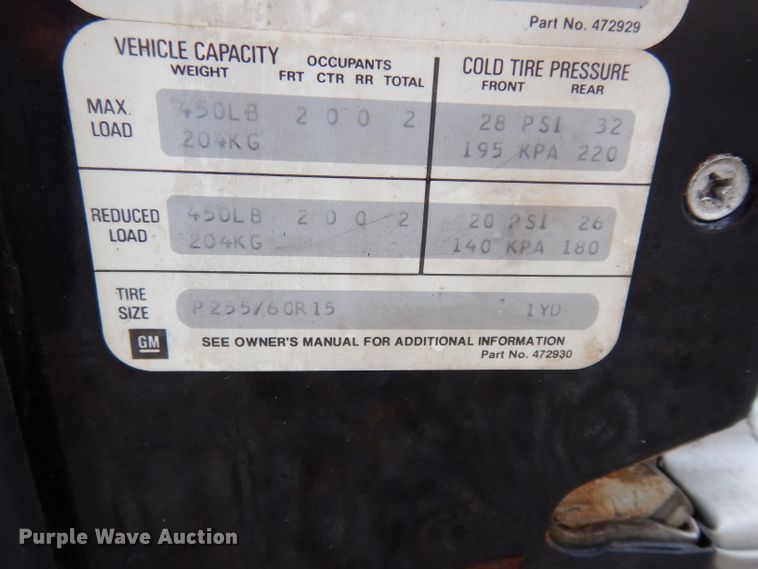 Part No. 472929
VEHICLE CAPACITY
WEIGHT
OCCUPANTS
FRT CTR RR TOTAL
COLD TIRE PRESSURE
FRONT REAR
MAX. LOAD
450LB 2 0 0 2 28 PSI 32
204KG 195 KPA 220
REDUCED LOAD
450LB 2 0 0 2 20 PSI 26
204KG 140 KPA 180
TIRE SIZE
P255/60R15 1YD
GM SEE OWNER'S MANUAL FOR ADDITIONAL INFORMATION
Part No. 472930
Purple Wave Auction